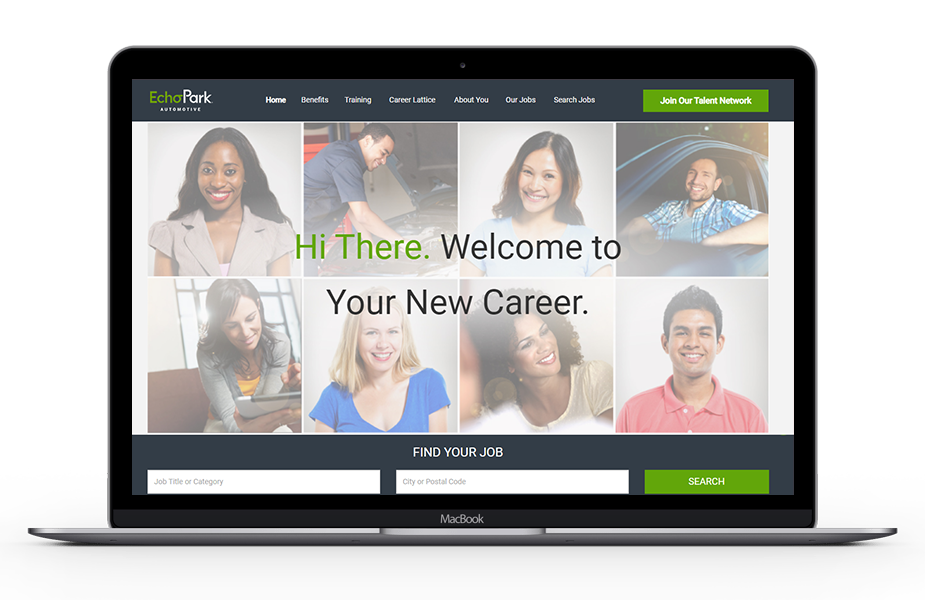 EchoPark
AUTOMOTIVE
Home Benefits Training Career Lattice About You Our Jobs Search Jobs
Join Our Talent Network
Hi There. Welcome to
Your New Career.
FIND YOUR JOB
Job Title or Category
City or Postal Code
SEARCH
MacBook